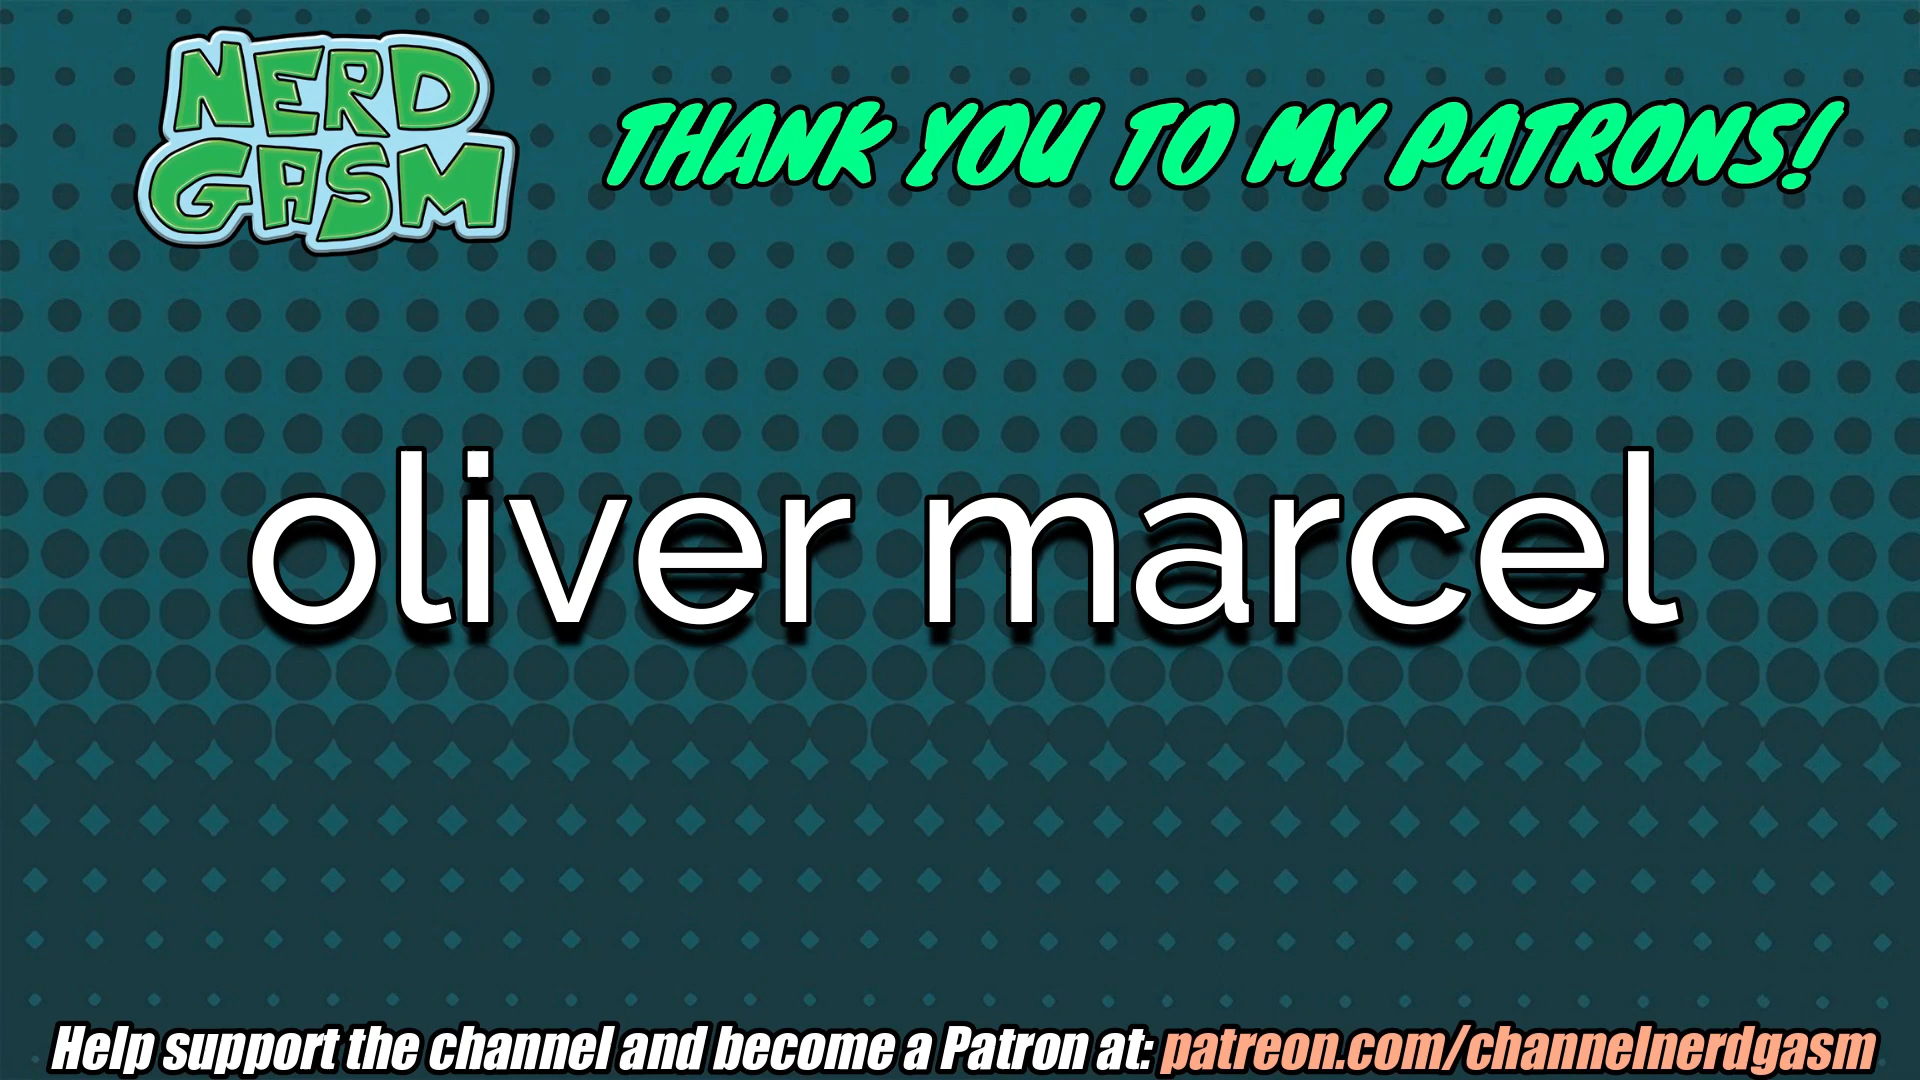 NERD
GASM
THANK YOU TO MY PATRONS!
oliver marcel
Help support the channel and become a Patron at: patreon.com/channelnerdgasm